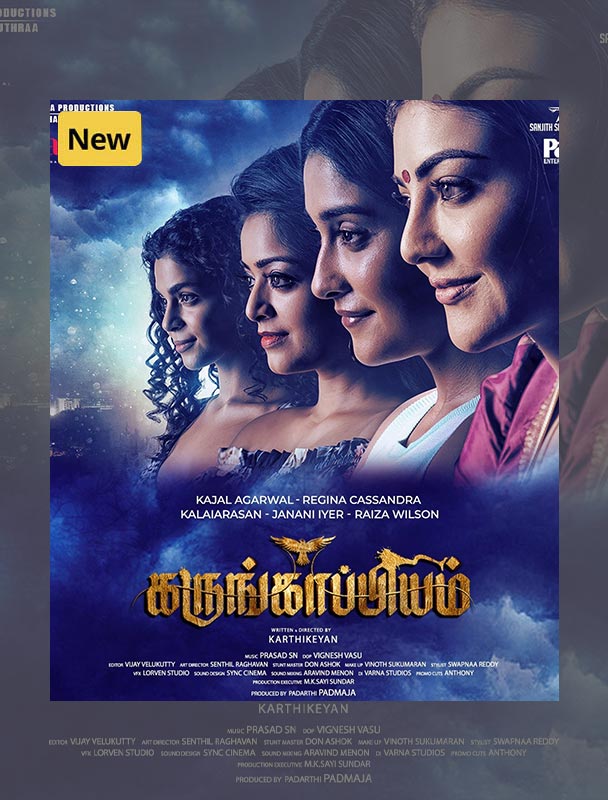 DUCTIONS
UTHRAA
A PRODUCTIONS
New
SANJITH S
ENTER
KAJAL AGARWAL - REGINA CASSANDRA
KALAIARASAN - JANANI IYER - RAIZA WILSON
கருங்காப்பியம்
WRITTEN & DIRECTED BY
KARTHIKEYAN
MUSIC PRASAD SN DOP VIGNESH VASU
EDITOR VIJAY VELUKUTTY ART DIRECTOR SENTHIL RAGHAVAN STUNT MASTER DON ASHOK MAKE UP VINOTH SUKUMARAN STYLIST SWAPNAA REDDY
VFX LORVEN STUDIO SOUND DESIGN SYNC CINEMA SOUND MIXING ARAVIND MENON DI VARNA STUDIOS PROMO CUTS ANTHONY
PRODUCTION EXECUTIVE M.K.SAYI SUNDAR
PRODUCED BY PADARTHI PADMAJA
KARTHIKEYAN
MUSIC PRASAD SN DOP VIGNESH VASU
EDITOR VIJAY VELUKUTTY ART DIRECTOR SENTHIL RAGHAVAN STUNT MASTER DON ASHOK MAKE UP VINOTH SUKUMARAN STYLIST SWAPNAA REDDY
VFX LORVEN STUDIO SOUND DESIGN SYNC CINEMA SOUND MIXING ARAVIND MENON DI VARNA STUDIOS PROMO CUTS ANTHONY
PRODUCTION EXECUTIVE M.K.SAYI SUNDAR
PRODUCED BY PADARTHI PADMAJA